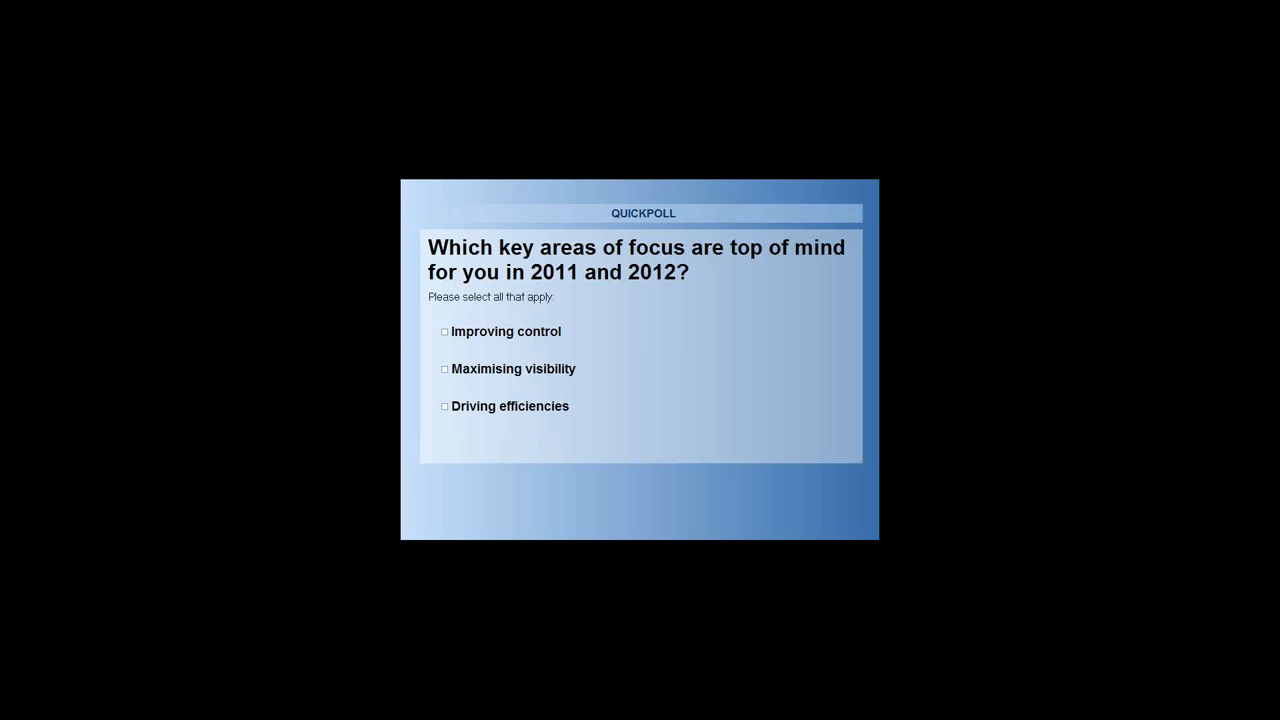 QUICKPOLL
Which key areas of focus are top of mind
for you in 2011 and 2012?
Please select all that apply:
Improving control
Maximising visibility
Driving efficiencies